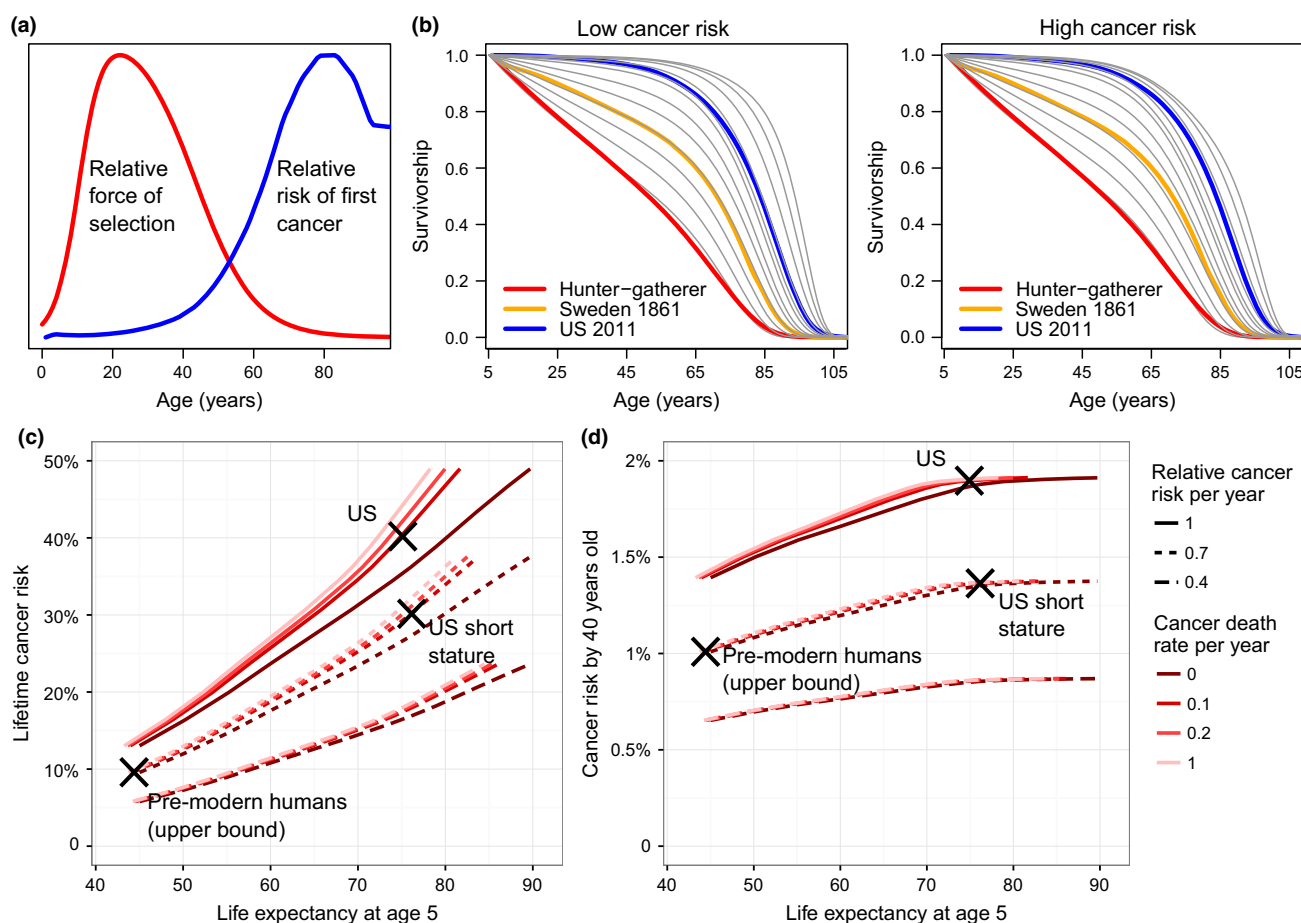 (a)
Relative
force of
selection
Relative
risk of first
cancer
0 20 40 60 80
Age (years)
(b)
Low cancer risk
1.0
0.8
0.6
0.4
0.2
0.0
Survivorship
Hunter−gatherer
Sweden 1861
US 2011
5 25 45 65 85 105
Age (years)
High cancer risk
1.0
0.8
0.6
0.4
0.2
0.0
Survivorship
Hunter−gatherer
Sweden 1861
US 2011
5 25 45 65 85 105
Age (years)
(c)
50%
40%
30%
20%
10%
0
Lifetime cancer risk
US
US short
stature
Pre-modern humans
(upper bound)
40 50 60 70 80 90
Life expectancy at age 5
(d)
2%
1.5%
1%
0.5%
0
Cancer risk by 40 years old
US
US short
stature
Pre-modern humans
(upper bound)
40 50 60 70 80 90
Life expectancy at age 5
Relative cancer
risk per year
1
0.7
0.4
Cancer death
rate per year
0
0.1
0.2
1